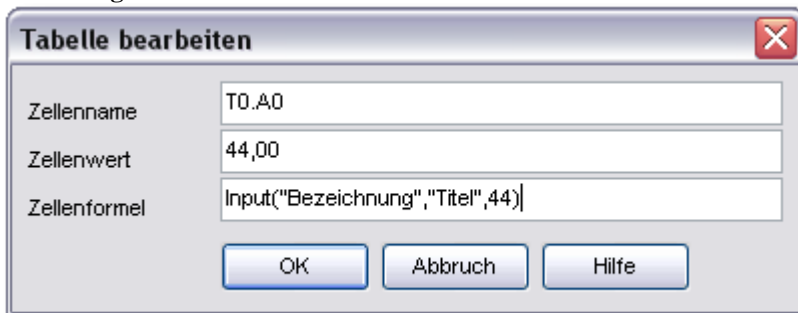 Tabelle bearbeiten
Zellenname T0.A0
Zellenwert 44,00
Zellenformel Input("Bezeichnung","Titel",44)
OK Abbruch Hilfe